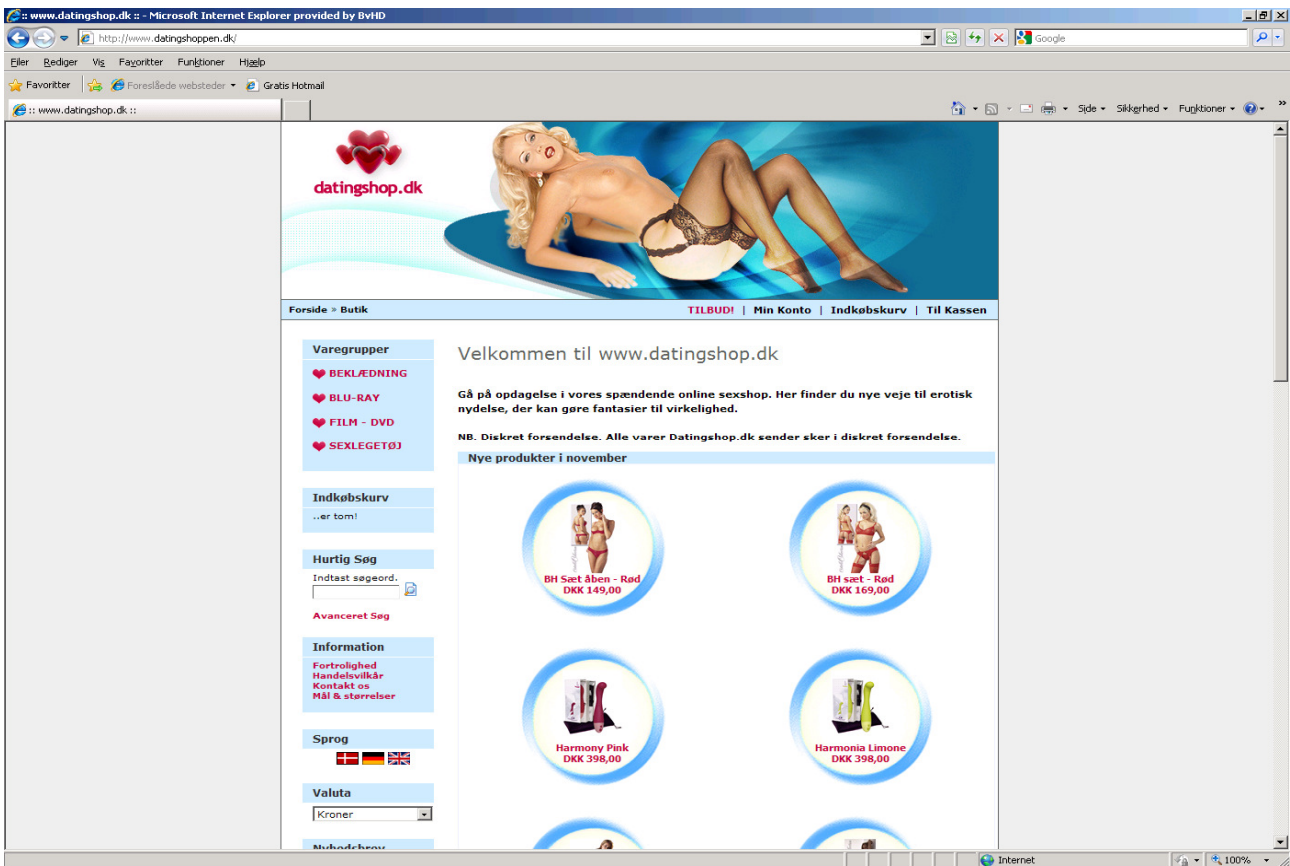 :: www.datingshop.dk :: - Microsoft Internet Explorer provided by BvHD
http://www.datingshoppen.dk/
Google
Filer Rediger Vis Favoritter Funktioner Hjælp
Favoritter Foreslåede websteder Gratis Hotmail
:: www.datingshop.dk ::
Side Sikkerhed Funktioner
datingshop.dk
Forside » Butik
TILBUD! | Min Konto | Indkøbskurv | Til Kassen
Varegrupper
BEKLÆDNING
BLU-RAY
FILM - DVD
SEXLEGETØJ
Indkøbskurv
..er tom!
Hurtig Søg
Indtast søgeord.
Avanceret Søg
Information
Fortrolighed
Handelsvilkår
Kontakt os
Mål & størrelser
Sprog
Valuta
Kroner
Nyhedsbrev
Velkommen til www.datingshop.dk
Gå på opdagelse i vores spændende online sexshop. Her finder du nye veje til erotisk
nydelse, der kan gøre fantasier til virkelighed.
NB. Diskret forsendelse. Alle varer Datingshop.dk sender sker i diskret forsendelse.
Nye produkter i november
BH Sæt åben - Rød
DKK 149,00
BH sæt - Rød
DKK 169,00
Harmony Pink
DKK 398,00
Harmonia Limone
DKK 398,00
Internet
100%